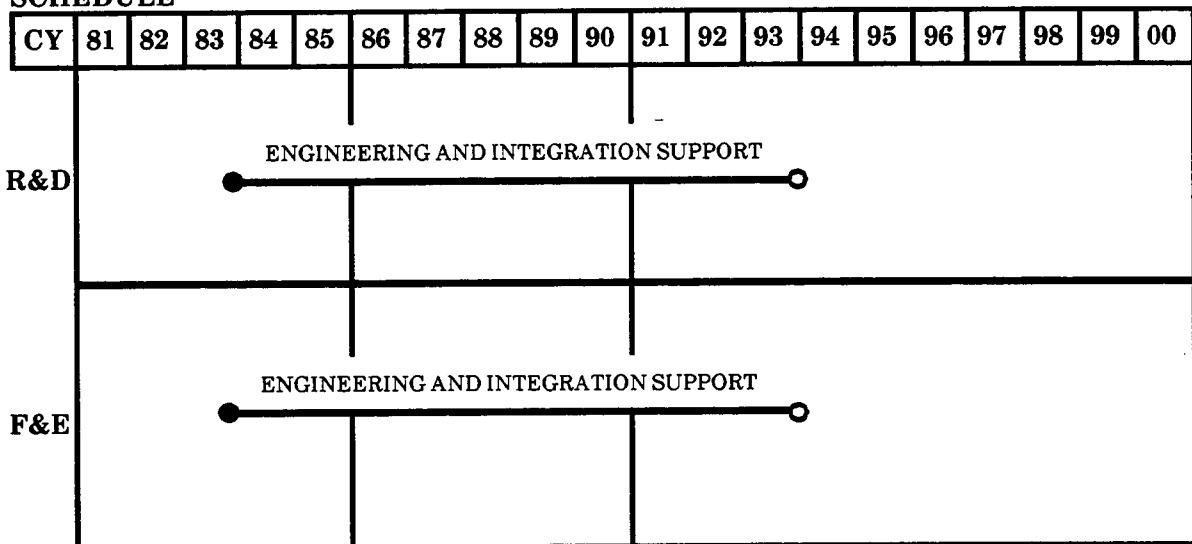 SCHEDULE
CY 81 82 83 84 85 86 87 88 89 90 91 92 93 94 95 96 97 98 99 00
ENGINEERING AND INTEGRATION SUPPORT
R&D
ENGINEERING AND INTEGRATION SUPPORT
F&E